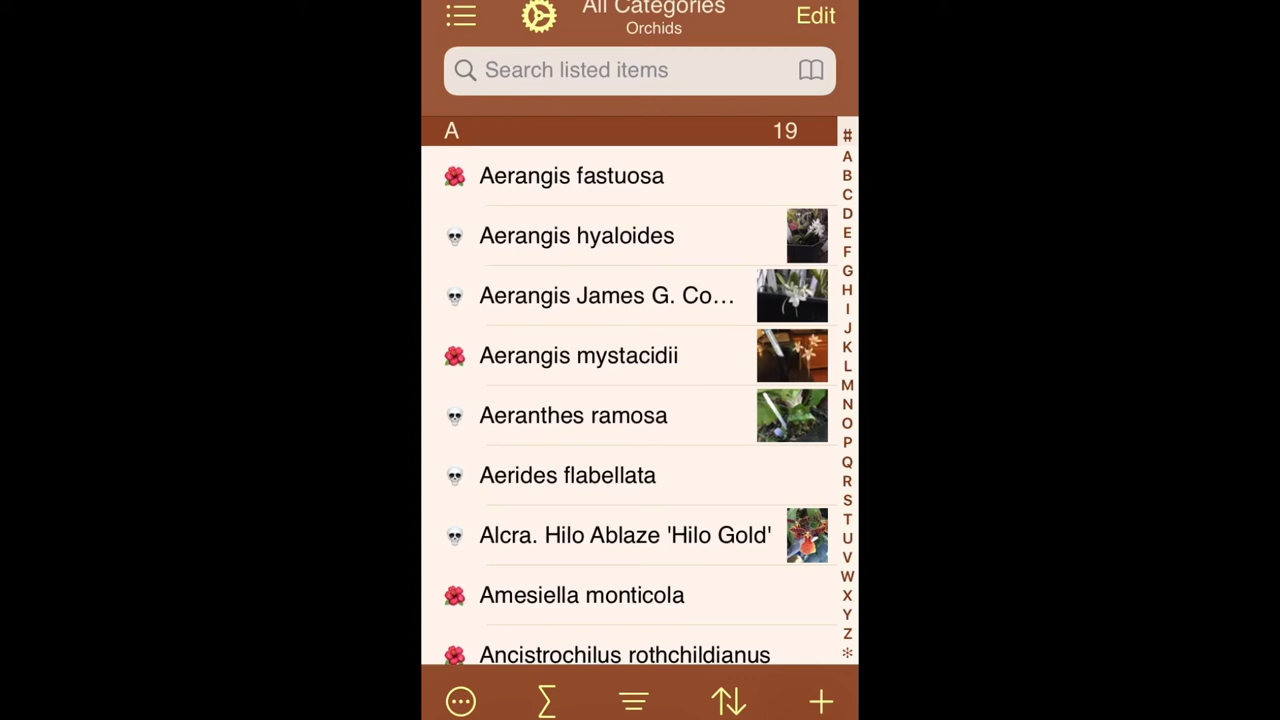 All Categories
Orchids
Edit
Search listed items
A 19
#
Aerangis fastuosa
Aerangis hyaloides
Aerangis James G. Co...
Aerangis mystacidii
Aeranthes ramosa
Aerides flabellata
Alcra. Hilo Ablaze 'Hilo Gold'
Amesiella monticola
Ancistrochilus rothchildianus
A
B
C
D
E
F
G
H
I
J
K
L
M
N
O
P
Q
R
S
T
U
V
W
X
Y
Z
*